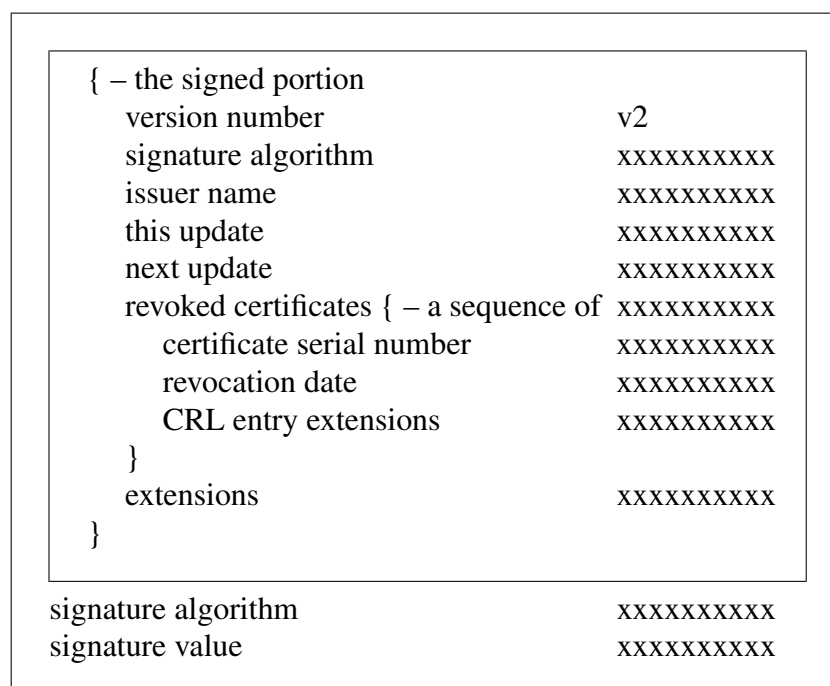 { – the signed portion
version number v2
signature algorithm xxxxxxxxxx
issuer name xxxxxxxxxx
this update xxxxxxxxxx
next update xxxxxxxxxx
revoked certificates { – a sequence of xxxxxxxxxx
certificate serial number xxxxxxxxxx
revocation date xxxxxxxxxx
CRL entry extensions xxxxxxxxxx
}
extensions xxxxxxxxxx
}
signature algorithm xxxxxxxxxx
signature value xxxxxxxxxx